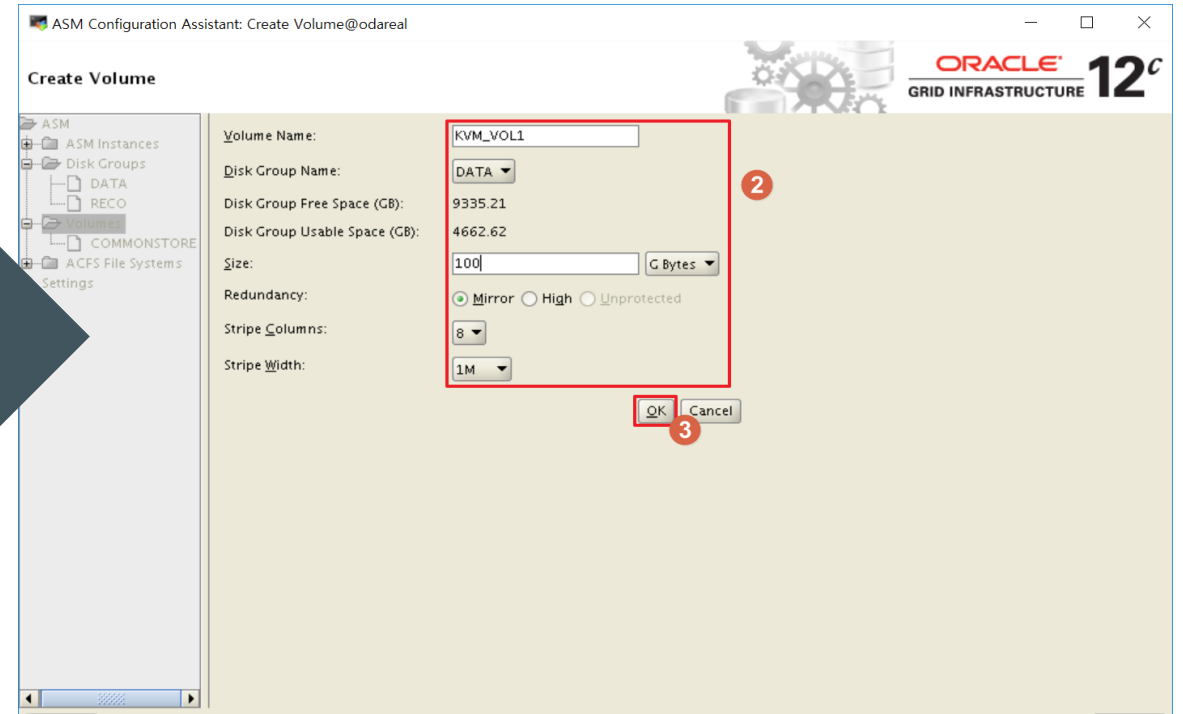 ASM Configuration Assistant: Create Volume@odareal
Create Volume
ORACLE
GRID INFRASTRUCTURE
12c
ASM
ASM Instances
Disk Groups
DATA
RECO
Volumes
COMMONSTORE
ACFS File Systems
Settings
Volume Name: KVM_VOL1
Disk Group Name: DATA
2
Disk Group Free Space (GB): 9335.21
Disk Group Usable Space (GB): 4662.62
Size: 100 G Bytes
Redundancy: Mirror High Unprotected
Stripe Columns: 8
Stripe Width: 1M
OK Cancel
3